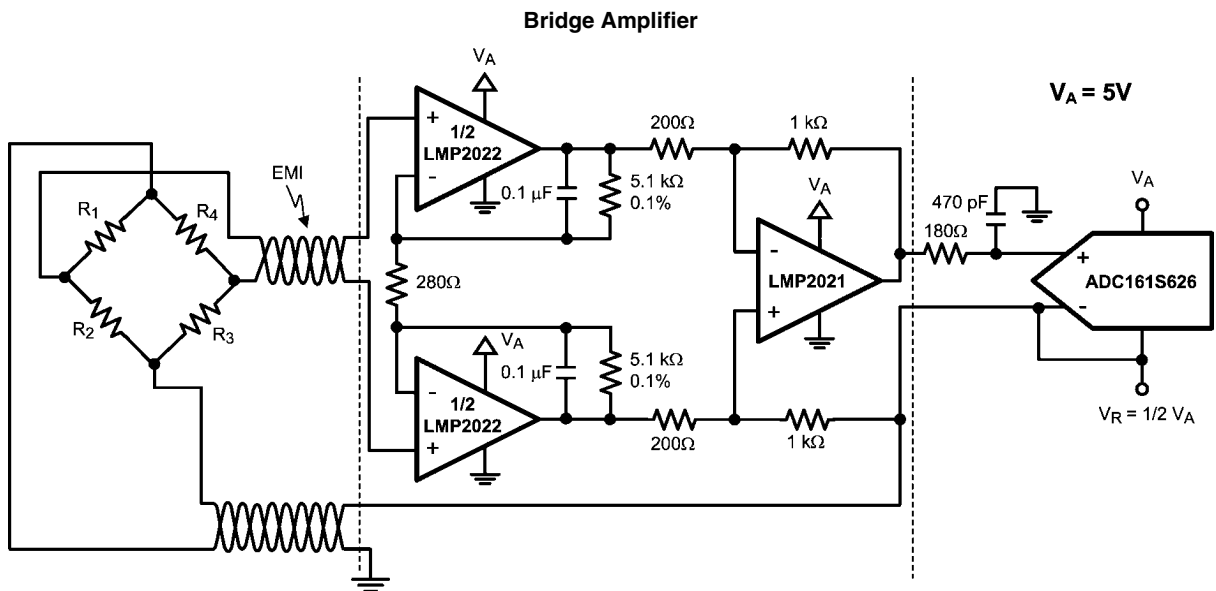 Bridge Amplifier
V_A
V_A = 5V
1/2
LMP2022
+
-
200Ω
1 kΩ
EMI
R1
R4
0.1 µF
5.1 kΩ
0.1%
V_A
470 pF
180Ω
V_A
-
+
LMP2021
+
-
ADC161S626
280Ω
R2
R3
V_A
0.1 µF
5.1 kΩ
0.1%
-
+
1/2
LMP2022
200Ω
1 kΩ
V_R = 1/2 V_A